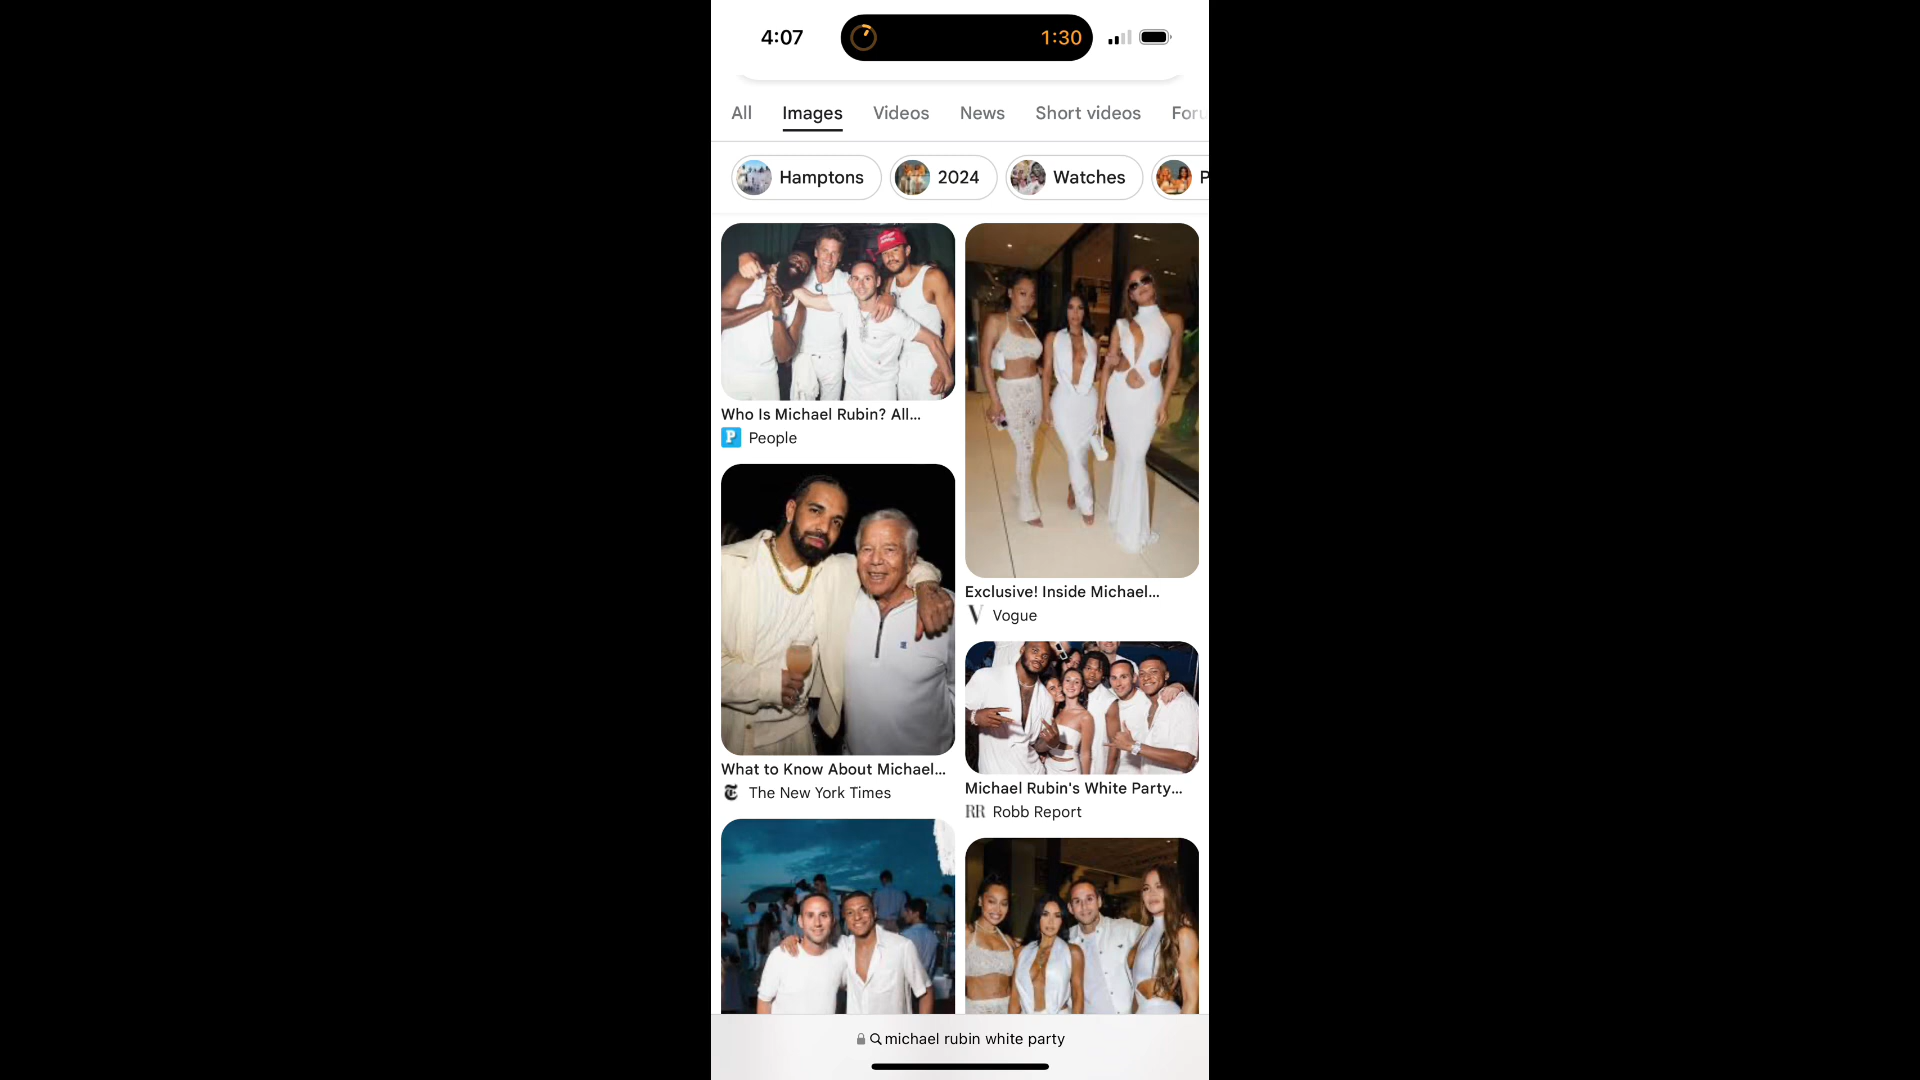 4:07
1:30
All Images Videos News Short videos Foru
Hamptons 2024 Watches P
Who Is Michael Rubin? All...
P People
Exclusive! Inside Michael...
V Vogue
What to Know About Michael...
T The New York Times
Michael Rubin's White Party...
RR Robb Report
michael rubin white party